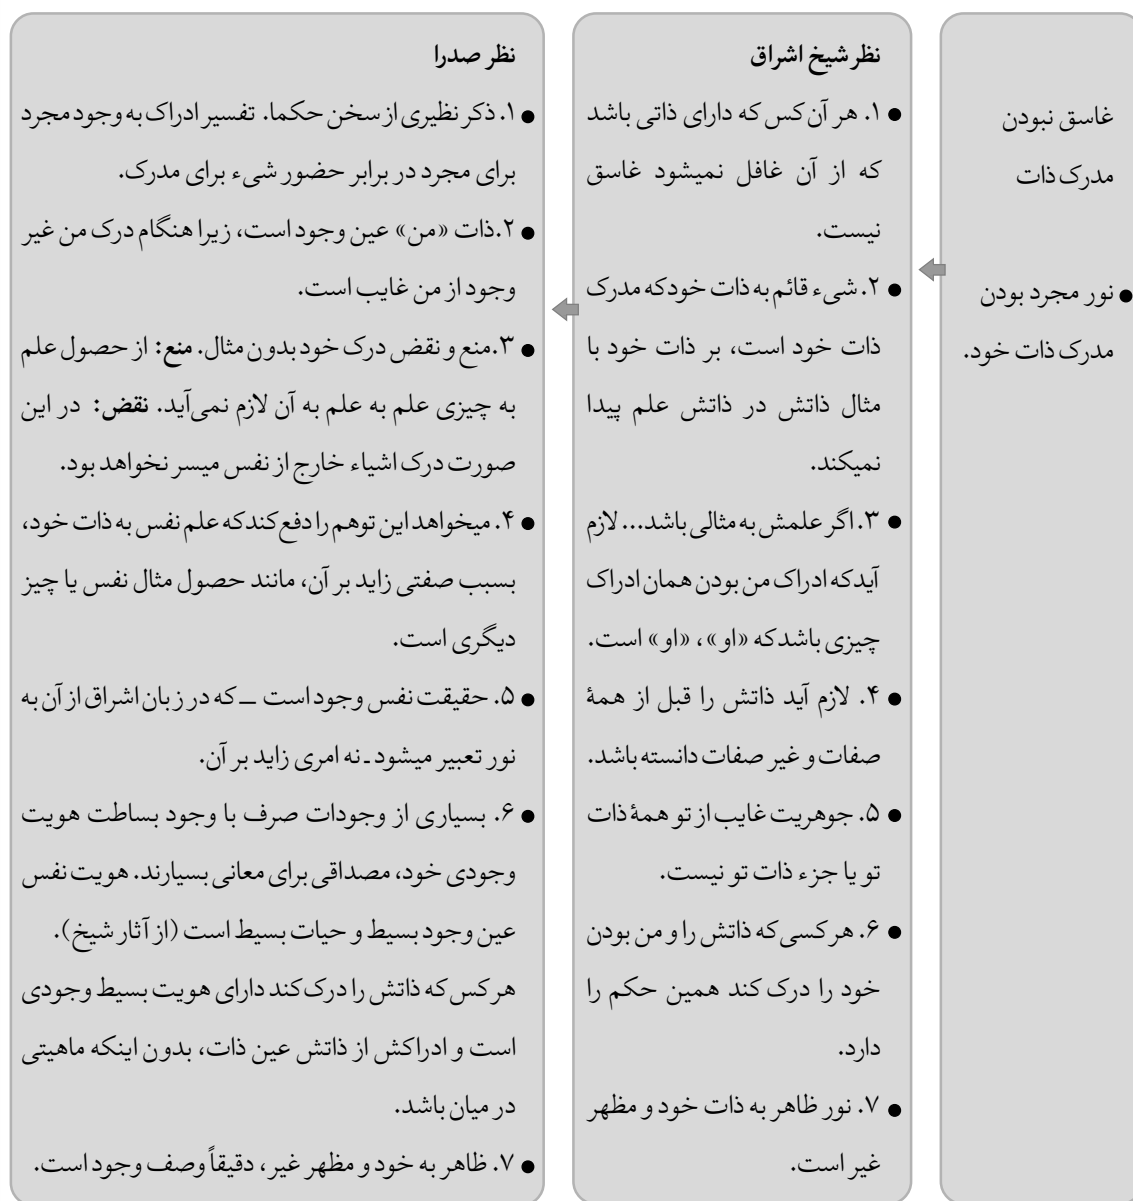 غاسق نبودن
مدرک ذات
● نور مجرد بودن
مدرک ذات خود.
نظر شیخ اشراق
● ۱. هر آن کس که دارای ذاتی باشد
که از آن غافل نمیشود غاسق
نیست.
● ۲. شیء قائم به ذات خود که مدرک
ذات خود است، بر ذات خود با
مثال ذاتش در ذاتش علم پیدا
نمیکند.
● ۳. اگر علمش به مثالی باشد... لازم
آید که ادراک من بودن همان ادراک
چیزی باشد که «او»، «او» است.
● ۴. لازم آید ذاتش را قبل از همۀ
صفات و غیر صفات دانسته باشد.
● ۵. جوهریت غایب از تو همۀ ذات
تو یا جزء ذات تو نیست.
● ۶. هر کسی که ذاتش را و من بودن
خود را درک کند همین حکم را
دارد.
● ۷. نور ظاهر به ذات خود و مظهر
غیر است.
نظر صدرا
● ۱. ذکر نظیری از سخن حکما. تفسیر ادراک به وجود مجرد
برای مجرد در برابر حضور شیء برای مدرک.
● ۲.ذات «من» عین وجود است، زیرا هنگام درک من غیر
وجود از من غایب است.
● ۳.منع و نقض درک خود بدون مثال. منع: از حصول علم
به چیزی علم به علم به آن لازم نمی‌آید. نقض: در این
صورت درک اشیاء خارج از نفس میسر نخواهد بود.
● ۴. میخواهد این توهم را دفع کند که علم نفس به ذات خود،
بسبب صفتی زاید بر آن، مانند حصول مثال نفس یا چیز
دیگری است.
● ۵. حقیقت نفس وجود است ــ که در زبان اشراق از آن به
نور تعبیر میشود ـ نه امری زاید بر آن.
● ۶. بسیاری از وجودات صرف با وجود بساطت هویت
وجودی خود، مصداقی برای معانی بسیارند. هویت نفس
عین وجود بسیط و حیات بسیط است (از آثار شیخ).
هر کس که ذاتش را درک کند دارای هویت بسیط وجودی
است و ادراکش از ذاتش عین ذات، بدون اینکه ماهیتی
در میان باشد.
● ۷. ظاهر به خود و مظهر غیر، دقیقاً وصف وجود است.